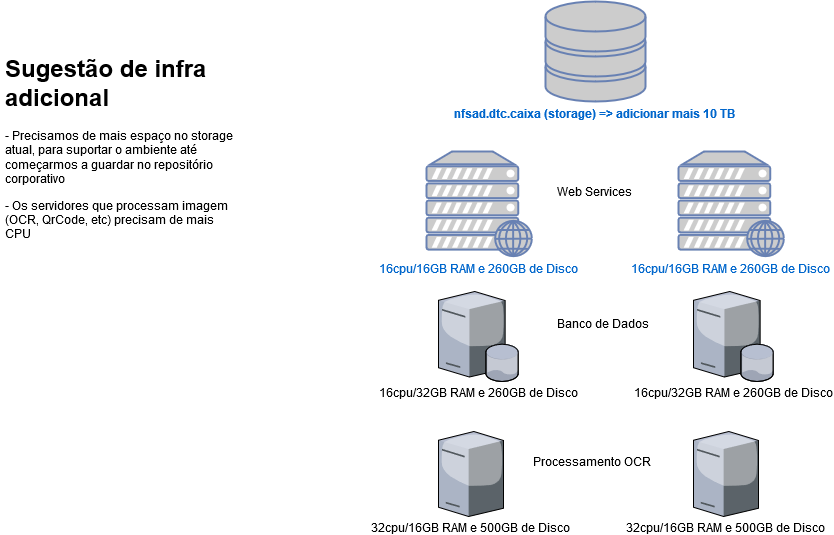 Sugestão de infra
adicional
- Precisamos de mais espaço no storage
atual, para suportar o ambiente até
começarmos a guardar no repositório
corporativo
- Os servidores que processam imagem
(OCR, QrCode, etc) precisam de mais
CPU
nfsad.dtc.caixa (storage) => adicionar mais 10 TB
Web Services
16cpu/16GB RAM e 260GB de Disco
16cpu/16GB RAM e 260GB de Disco
Banco de Dados
16cpu/32GB RAM e 260GB de Disco
16cpu/32GB RAM e 260GB de Disco
Processamento OCR
32cpu/16GB RAM e 500GB de Disco
32cpu/16GB RAM e 500GB de Disco